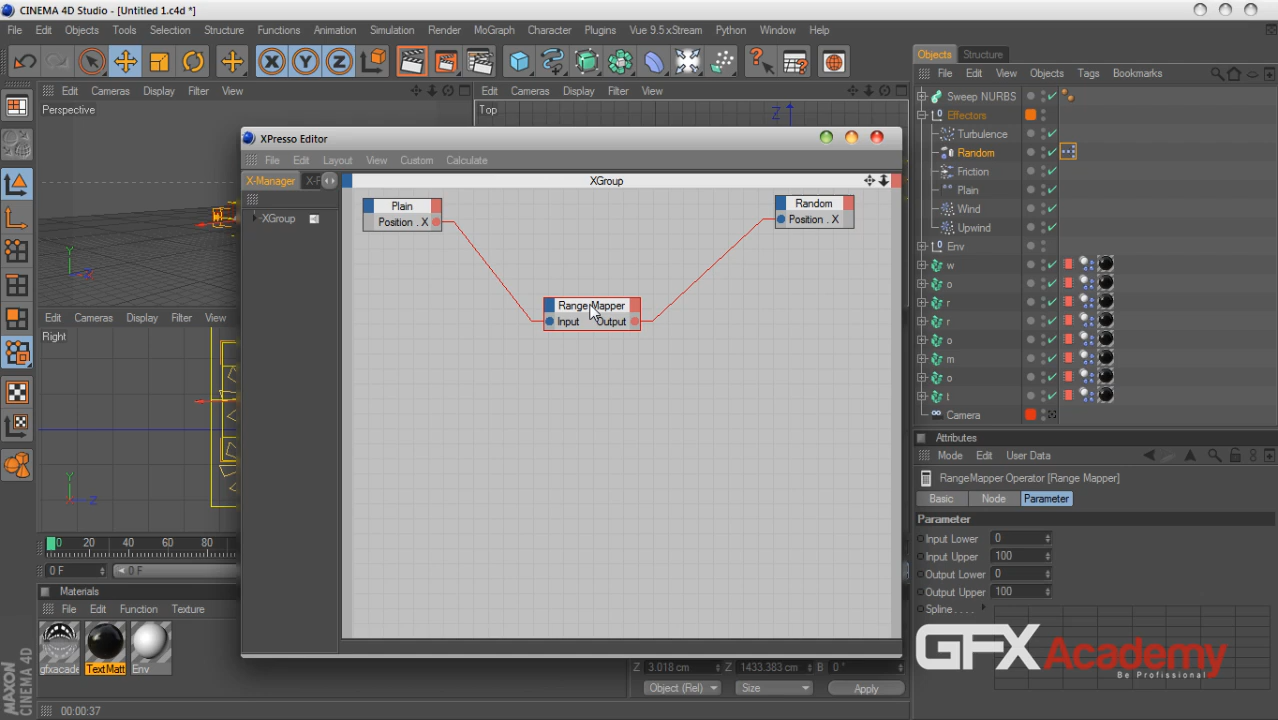 CINEMA 4D Studio - [Untitled 1.c4d *]
File Edit Objects Tools Selection Structure Functions Animation Simulation Render MoGraph Character Plugins Vue 9.5 xStream Python Window Help
Objects Structure
File Edit View Objects Tags Bookmarks
Edit Cameras Display Filter View
Edit Cameras Display Filter View
Perspective
Top
Z
Sweep NURBS
Effectors
Turbulence
Random
Friction
Plain
Wind
Upwind
Env
w
o
r
r
o
m
o
t
Camera
XPresso Editor
File Edit Layout View Custom Calculate
X-Manager X-F
XGroup
XGroup
Plain
Position . X
Random
Position . X
Range Mapper
Input Output
Y
Z
Edit Cameras Display Filter View
Right
Y
Z
0 20 40 60 80
0 F
0 F
Materials
File Edit Function Texture
gfxacade TextMatt Env
MAXON
CINEMA 4D
00:00:37
Z 3.018 cm Z 1433.383 cm B 0 °
Object (Rel) Size Apply
Attributes
Mode Edit User Data
RangeMapper Operator [Range Mapper]
Basic Node Parameter
Parameter
Input Lower 0
Input Upper 100
Output Lower 0
Output Upper 100
Spline . . . .
GFXAcademy
Be Profissional